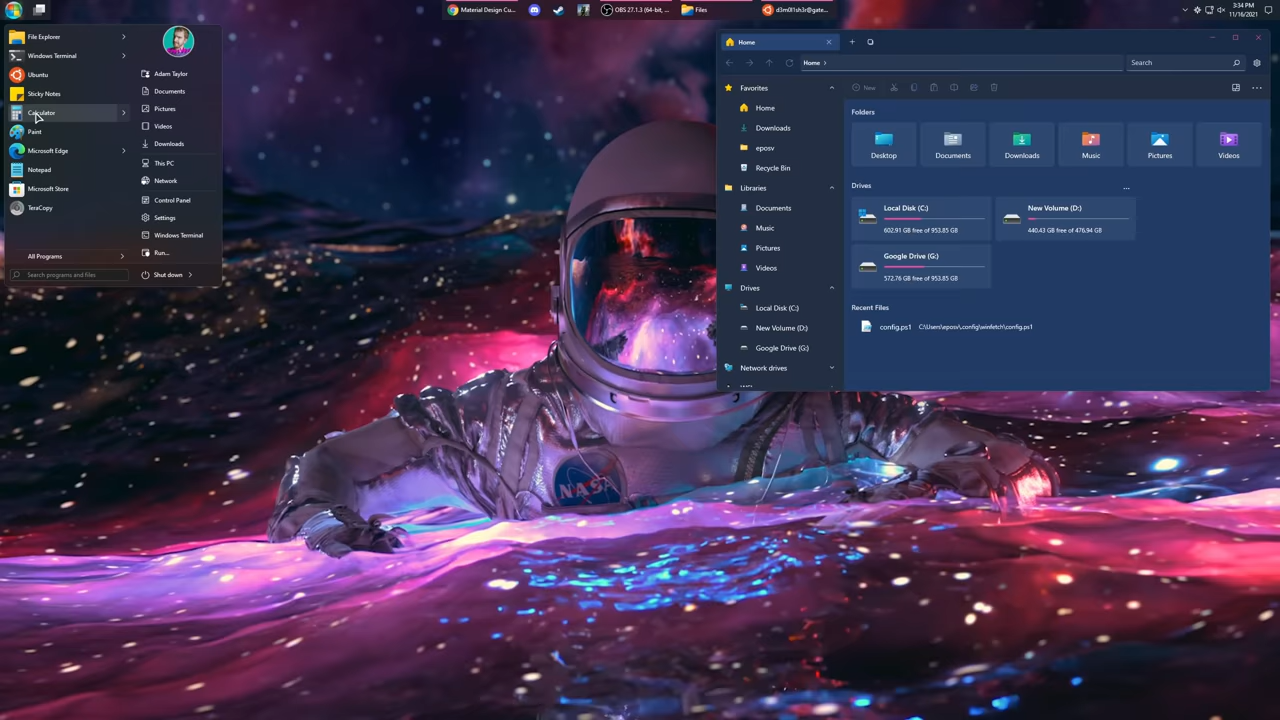 Material Design Cu...
OBS 27.1.3 (64-bit, ...
Files
d3m0l1sh3r@gate...
3:34 PM
11/16/2021
File Explorer
Windows Terminal
Ubuntu
Sticky Notes
Calculator
Paint
Microsoft Edge
Notepad
Microsoft Store
TeraCopy
All Programs
Search programs and files
Adam Taylor
Documents
Pictures
Videos
Downloads
This PC
Network
Control Panel
Settings
Windows Terminal
Run...
Shut down
Home
Home
Search
New
Favorites
Home
Downloads
eposv
Recycle Bin
Libraries
Documents
Music
Pictures
Videos
Drives
Local Disk (C:)
New Volume (D:)
Google Drive (G:)
Network drives
Folders
Desktop
Documents
Downloads
Music
Pictures
Videos
Drives
...
Local Disk (C:)
602.91 GB free of 953.85 GB
New Volume (D:)
440.43 GB free of 476.94 GB
Google Drive (G:)
572.76 GB free of 953.85 GB
Recent Files
config.ps1 C:\Users\eposv\.config\winfetch\config.ps1
NASA